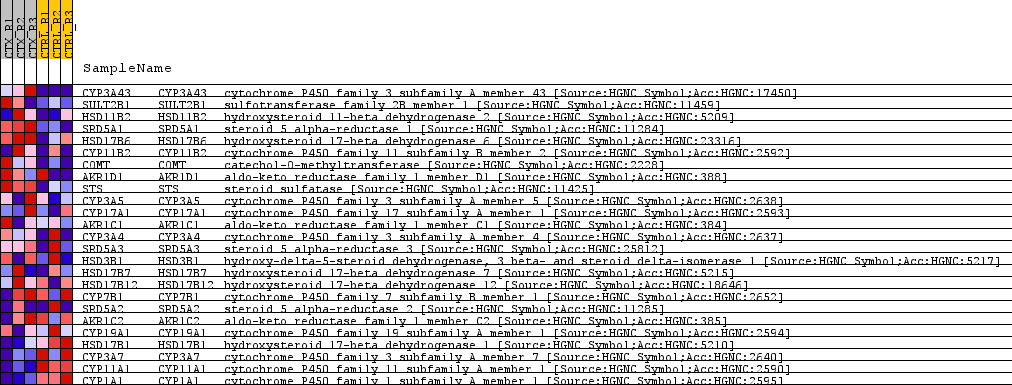 CTX_R1 CTX_R2 CTX_R3 CTRL_R1 CTRL_R2 CTRL_R3
SampleName
CYP3A43 CYP3A43 cytochrome P450 family 3 subfamily A member 43 [Source:HGNC Symbol;Acc:HGNC:17450]
SULT2B1 SULT2B1 sulfotransferase family 2B member 1 [Source:HGNC Symbol;Acc:HGNC:11459]
HSD11B2 HSD11B2 hydroxysteroid 11-beta dehydrogenase 2 [Source:HGNC Symbol;Acc:HGNC:5209]
SRD5A1 SRD5A1 steroid 5 alpha-reductase 1 [Source:HGNC Symbol;Acc:HGNC:11284]
HSD17B6 HSD17B6 hydroxysteroid 17-beta dehydrogenase 6 [Source:HGNC Symbol;Acc:HGNC:23316]
CYP11B2 CYP11B2 cytochrome P450 family 11 subfamily B member 2 [Source:HGNC Symbol;Acc:HGNC:2592]
COMT COMT catechol-O-methyltransferase [Source:HGNC Symbol;Acc:HGNC:2228]
AKR1D1 AKR1D1 aldo-keto reductase family 1 member D1 [Source:HGNC Symbol;Acc:HGNC:388]
STS STS steroid sulfatase [Source:HGNC Symbol;Acc:HGNC:11425]
CYP3A5 CYP3A5 cytochrome P450 family 3 subfamily A member 5 [Source:HGNC Symbol;Acc:HGNC:2638]
CYP17A1 CYP17A1 cytochrome P450 family 17 subfamily A member 1 [Source:HGNC Symbol;Acc:HGNC:2593]
AKR1C1 AKR1C1 aldo-keto reductase family 1 member C1 [Source:HGNC Symbol;Acc:HGNC:384]
CYP3A4 CYP3A4 cytochrome P450 family 3 subfamily A member 4 [Source:HGNC Symbol;Acc:HGNC:2637]
SRD5A3 SRD5A3 steroid 5 alpha-reductase 3 [Source:HGNC Symbol;Acc:HGNC:25812]
HSD3B1 HSD3B1 hydroxy-delta-5-steroid dehydrogenase, 3 beta- and steroid delta-isomerase 1 [Source:HGNC Symbol;Acc:HGNC:5217]
HSD17B7 HSD17B7 hydroxysteroid 17-beta dehydrogenase 7 [Source:HGNC Symbol;Acc:HGNC:5215]
HSD17B12 HSD17B12 hydroxysteroid 17-beta dehydrogenase 12 [Source:HGNC Symbol;Acc:HGNC:18646]
CYP7B1 CYP7B1 cytochrome P450 family 7 subfamily B member 1 [Source:HGNC Symbol;Acc:HGNC:2652]
SRD5A2 SRD5A2 steroid 5 alpha-reductase 2 [Source:HGNC Symbol;Acc:HGNC:11285]
AKR1C2 AKR1C2 aldo-keto reductase family 1 member C2 [Source:HGNC Symbol;Acc:HGNC:385]
CYP19A1 CYP19A1 cytochrome P450 family 19 subfamily A member 1 [Source:HGNC Symbol;Acc:HGNC:2594]
HSD17B1 HSD17B1 hydroxysteroid 17-beta dehydrogenase 1 [Source:HGNC Symbol;Acc:HGNC:5210]
CYP3A7 CYP3A7 cytochrome P450 family 3 subfamily A member 7 [Source:HGNC Symbol;Acc:HGNC:2640]
CYP11A1 CYP11A1 cytochrome P450 family 11 subfamily A member 1 [Source:HGNC Symbol;Acc:HGNC:2590]
CYP1A1 CYP1A1 cytochrome P450 family 1 subfamily A member 1 [Source:HGNC Symbol;Acc:HGNC:2595]